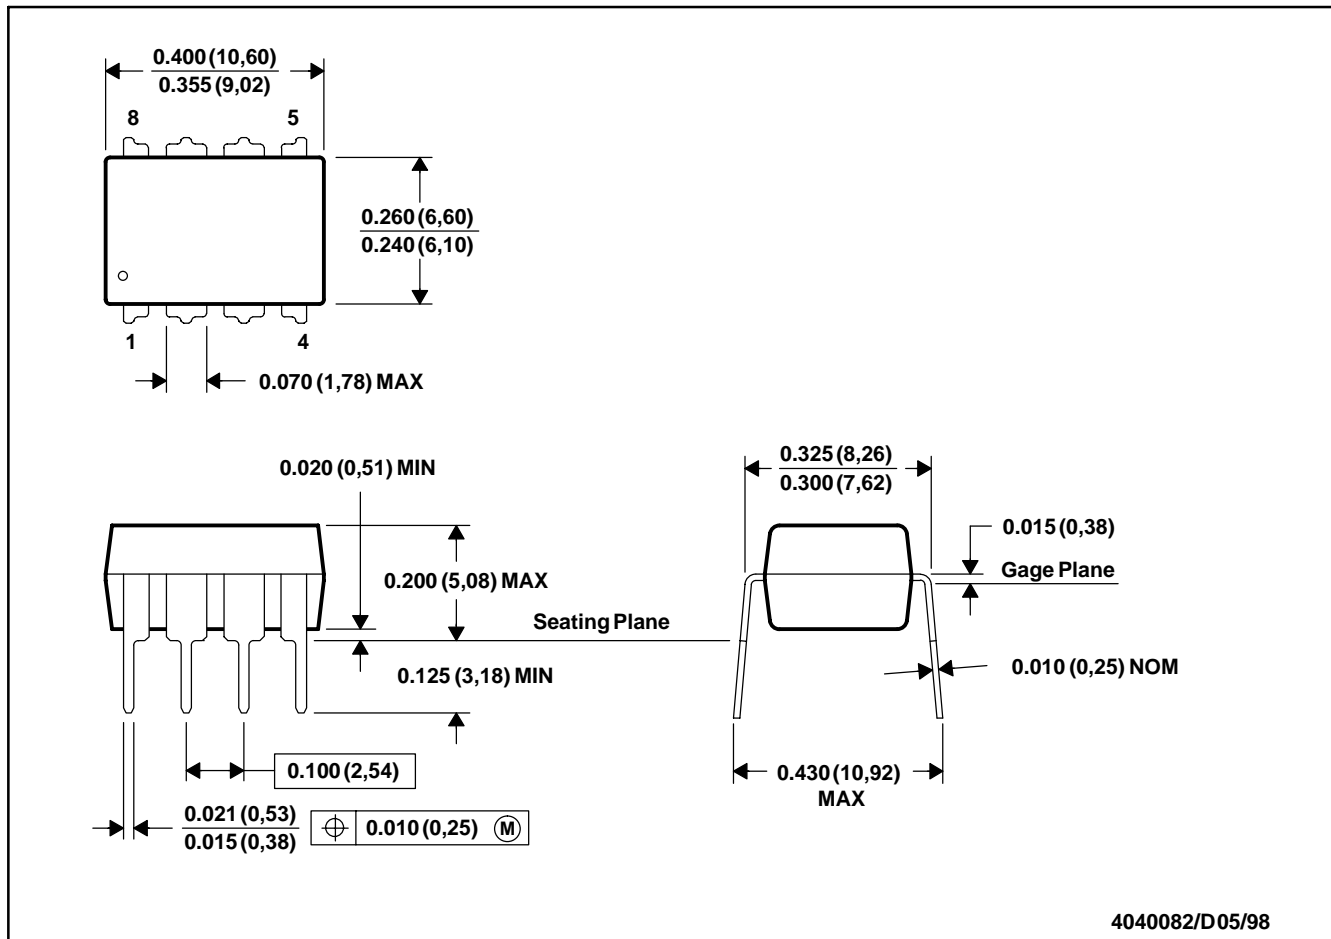 0.400 (10,60)
0.355 (9,02)
8
5
0.260 (6,60)
0.240 (6,10)
1
4
0.070 (1,78) MAX
0.020 (0,51) MIN
0.200 (5,08) MAX
Seating Plane
0.125 (3,18) MIN
0.100 (2,54)
0.021 (0,53)
0.015 (0,38)
0.010 (0,25) M
0.325 (8,26)
0.300 (7,62)
0.015 (0,38)
Gage Plane
0.010 (0,25) NOM
0.430 (10,92)
MAX
4040082/D 05/98